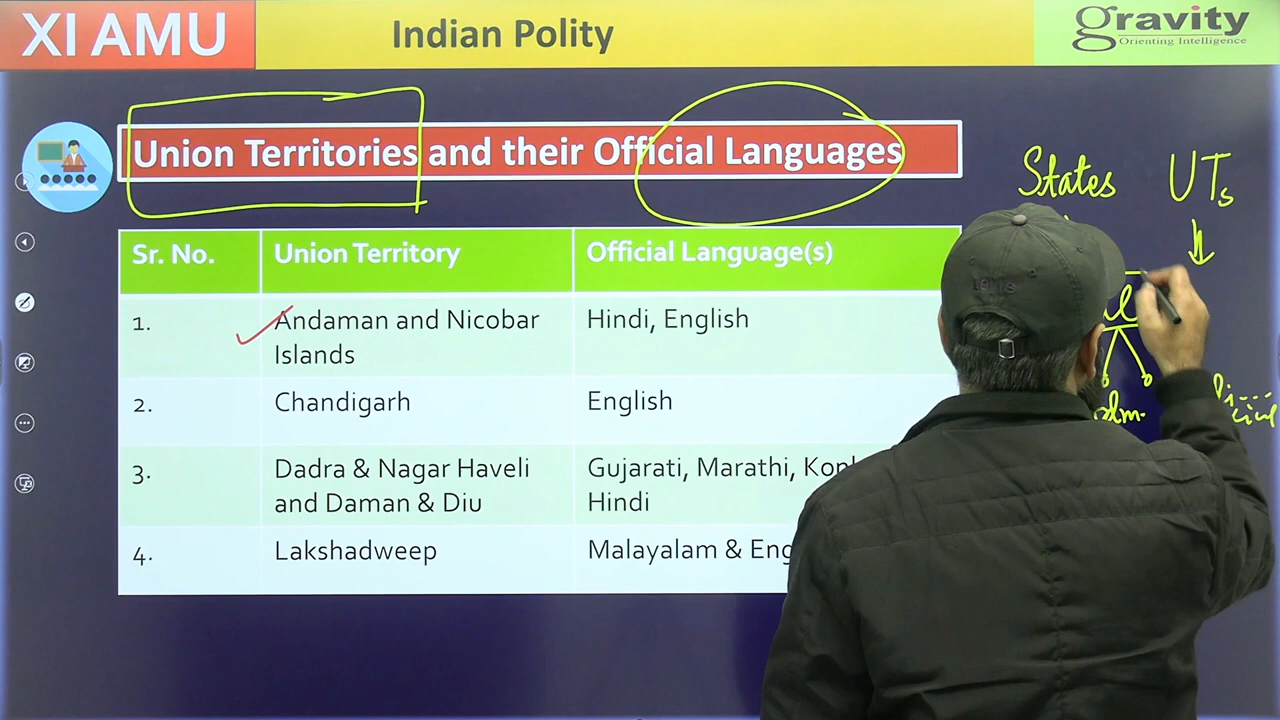 XI AMU
Indian Polity
gravity
Orienting Intelligence
Union Territories and their Official Languages
States UTs
Sr. No. Union Territory Official Language(s)
1. Andaman and Nicobar Islands Hindi, English
2. Chandigarh English
3. Dadra & Nagar Haveli and Daman & Diu Gujarati, Marathi, Hindi
4. Lakshadweep Malayalam &